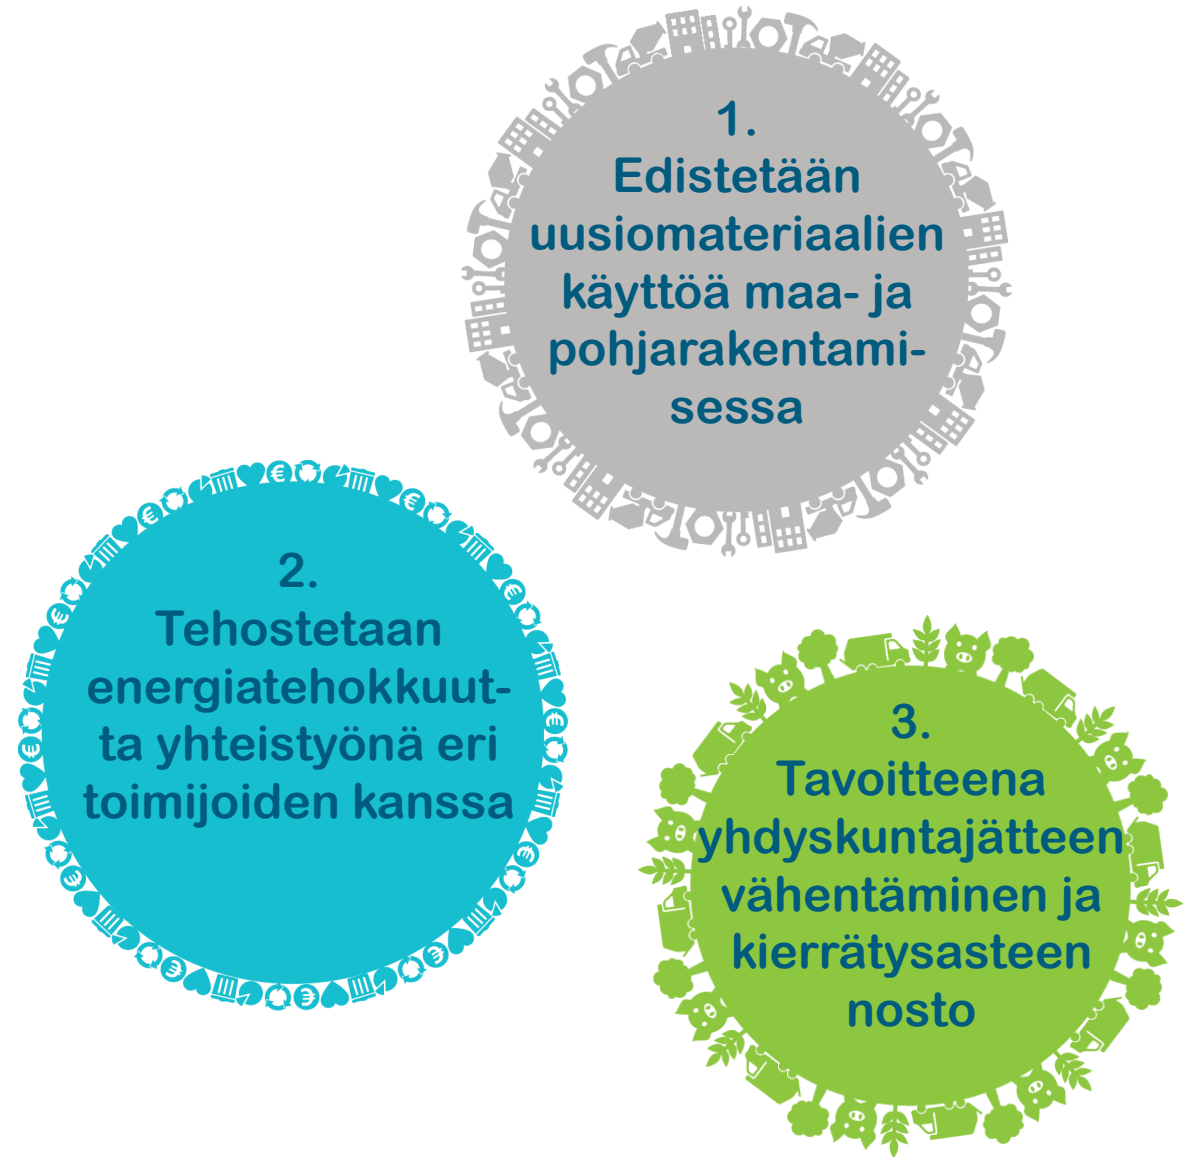 1.
Edistetään
uusiomateriaalien
käyttöä maa- ja
pohjarakentami-
sessa
2.
Tehostetaan
energiatehokkuut-
ta yhteistyönä eri
toimijoiden kanssa
3.
Tavoitteena
yhdyskuntajätteen
vähentäminen ja
kierrätysasteen
nosto